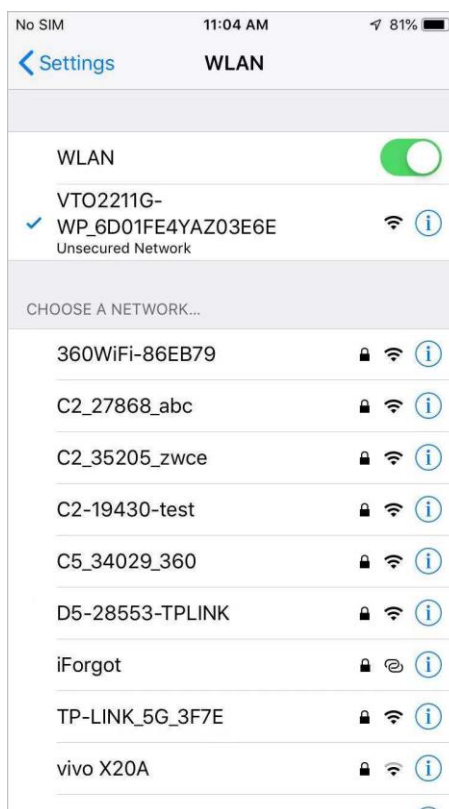 No SIM 11:04 AM 81%
Settings WLAN
WLAN
VTO2211G-
WP_6D01FE4YAZ03E6E
Unsecured Network
CHOOSE A NETWORK...
360WiFi-86EB79
C2_27868_abc
C2_35205_zwce
C2-19430-test
C5_34029_360
D5-28553-TPLINK
iForgot
TP-LINK_5G_3F7E
vivo X20A